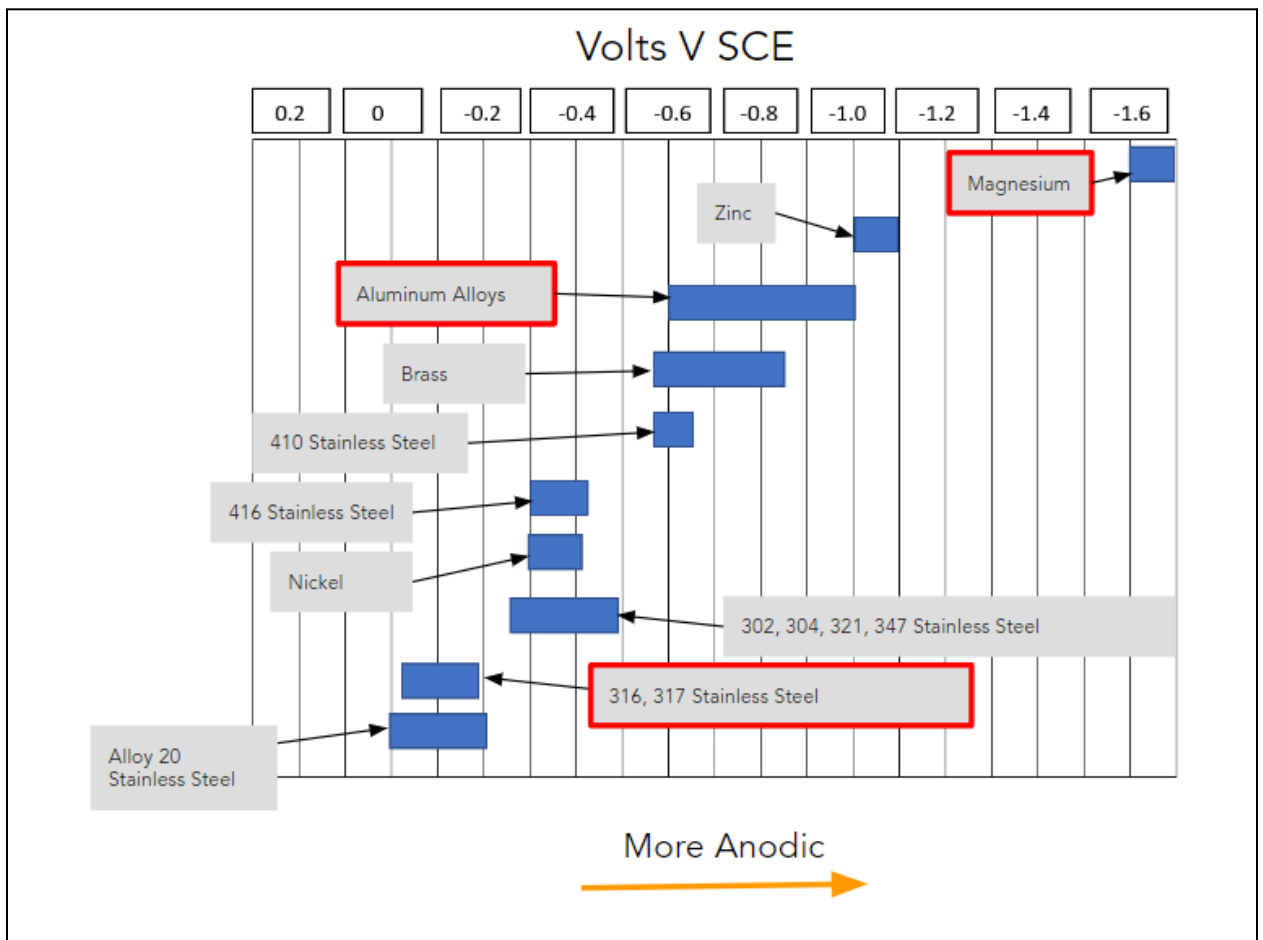 Volts V SCE
0.2 0 -0.2 -0.4 -0.6 -0.8 -1.0 -1.2 -1.4 -1.6
Magnesium
Zinc
Aluminum Alloys
Brass
410 Stainless Steel
416 Stainless Steel
Nickel
302, 304, 321, 347 Stainless Steel
316, 317 Stainless Steel
Alloy 20
Stainless Steel
More Anodic